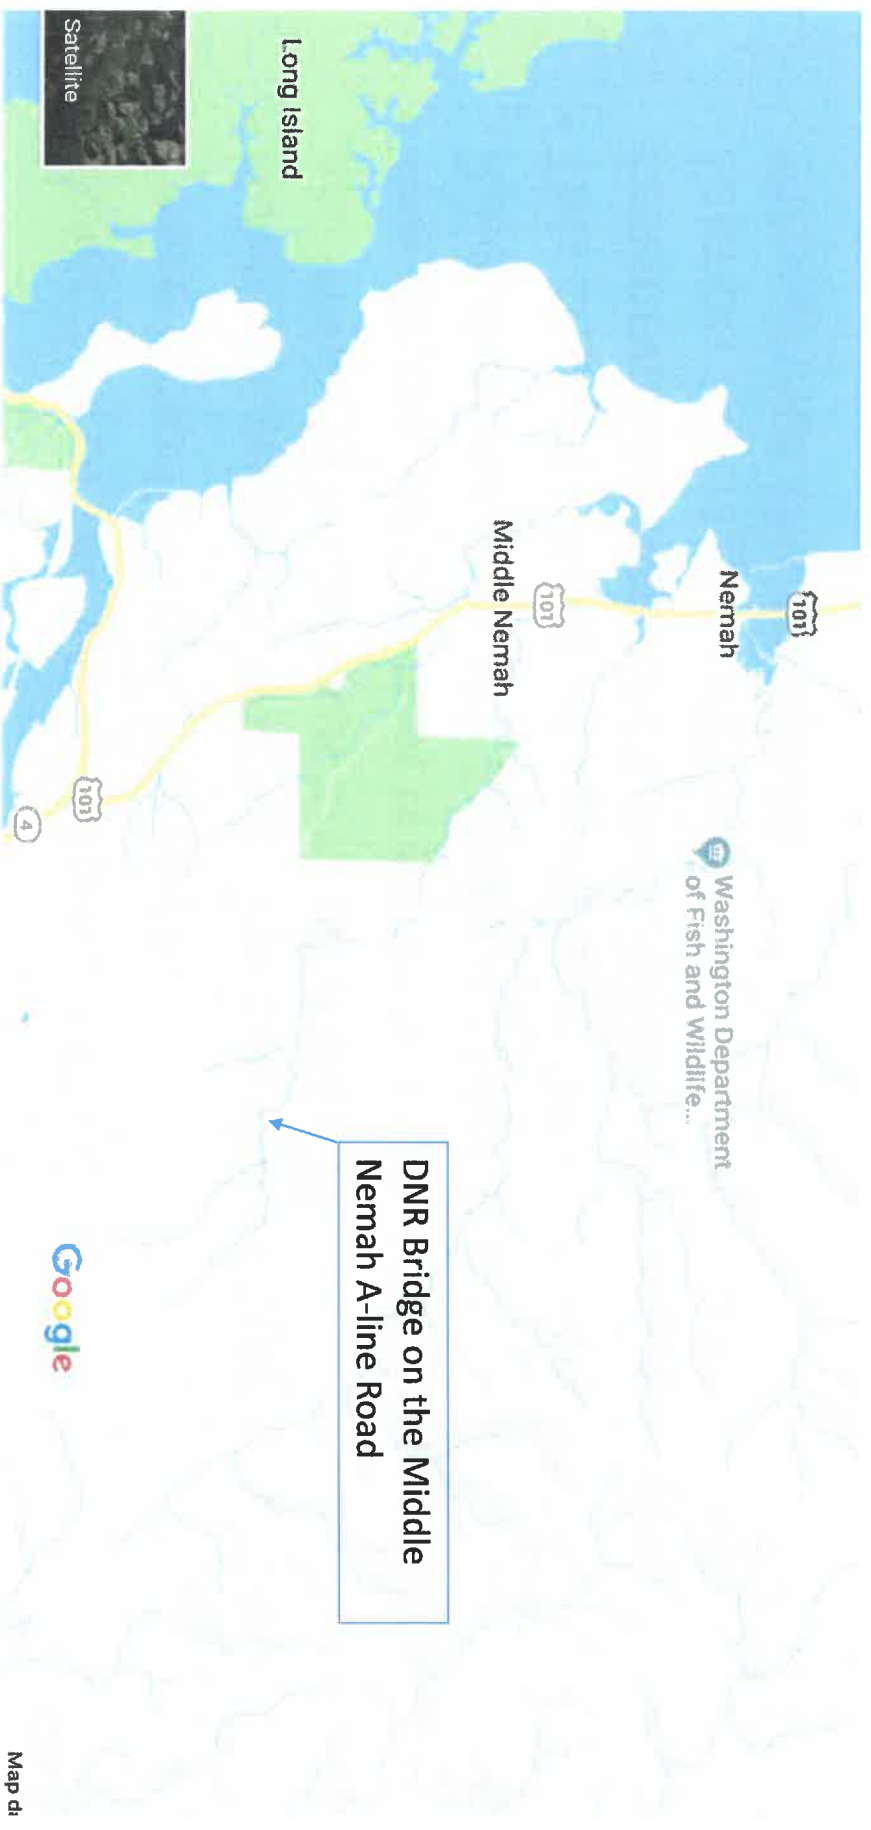 101
Nemah
Washington Department
of Fish and Wildlife...
101
Middle Nemah
DNR Bridge on the Middle
Nemah A-line Road
Long Island
101
4
Satellite
Google
Map d